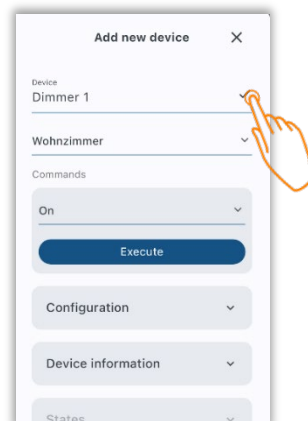 Add new device
Device
Dimmer 1
Wohnzimmer
Commands
On
Execute
Configuration
Device information
States